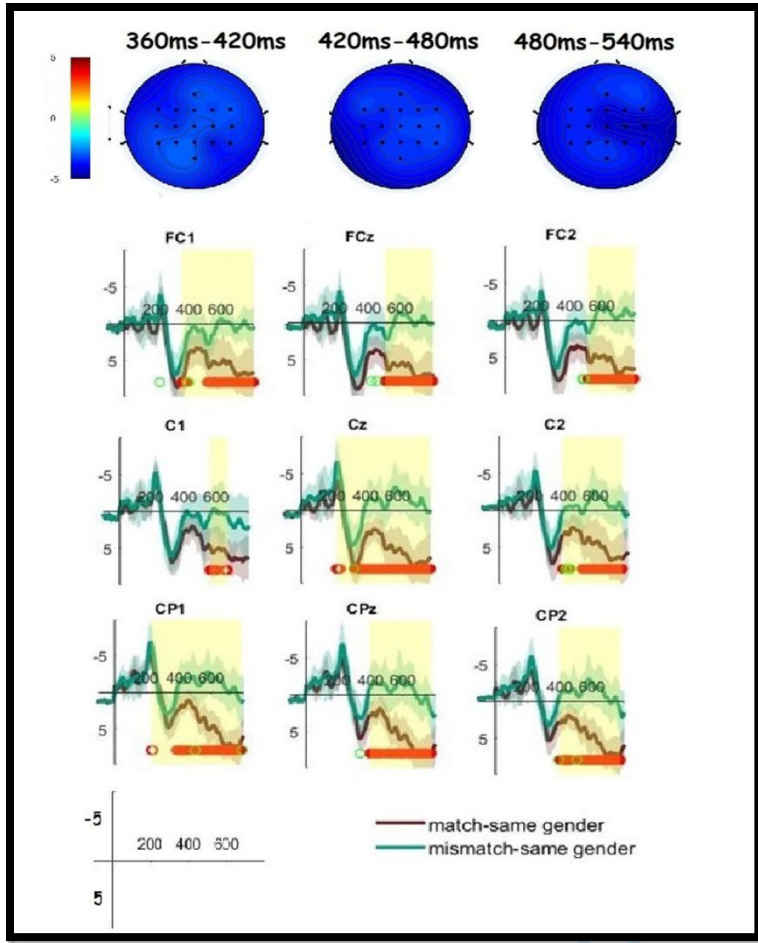 360ms-420ms 420ms-480ms 480ms-540ms
5
0
-5
FC1 FCz FC2
-5 -5 -5
200 400 600 200 400 600 200 400 600
5 5 5
C1 Cz C2
-5 -5 -5
200 400 600 200 400 600 200 400 600
5 5 5
CP1 CPz CP2
-5 -5 -5
200 400 600 200 400 600 200 400 600
5 5 5
-5
200 400 600
5
match-same gender
mismatch-same gender